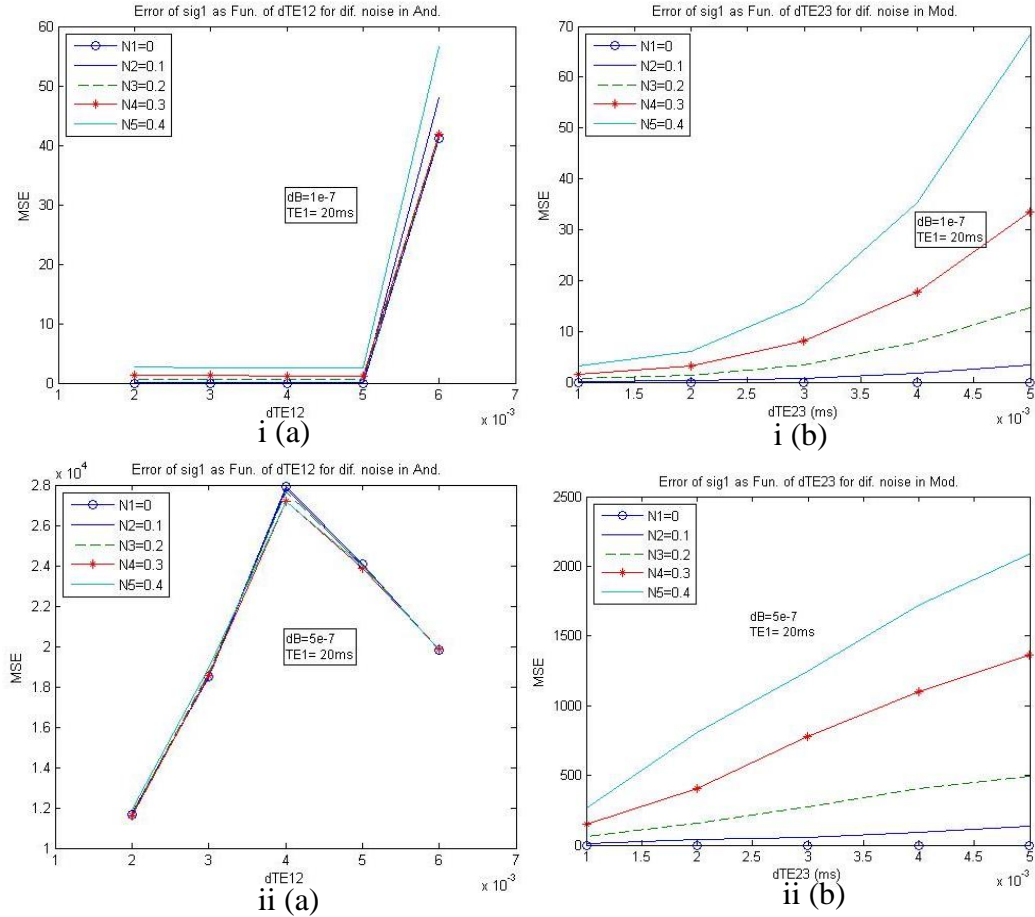 Error of sig1 as Fun. of dTE12 for dif. noise in And.
60
50
40
30
20
10
0
MSE
N1=0
N2=0.1
N3=0.2
N4=0.3
N5=0.4
dB=1e-7
TE1= 20ms
1 2 3 4 5 6 7
dTE12
x 10⁻³
i (a)
Error of sig1 as Fun. of dTE23 for dif. noise in Mod.
70
60
50
40
30
20
10
0
MSE
N1=0
N2=0.1
N3=0.2
N4=0.3
N5=0.4
dB=1e-7
TE1= 20ms
1 1.5 2 2.5 3 3.5 4 4.5 5
dTE23 (ms)
x 10⁻³
i (b)
Error of sig1 as Fun. of dTE12 for dif. noise in And.
x 10⁴
2.8
2.6
2.4
2.2
2
1.8
1.6
1.4
1.2
1
MSE
N1=0
N2=0.1
N3=0.2
N4=0.3
N5=0.4
dB=5e-7
TE1= 20ms
1 2 3 4 5 6 7
dTE12
x 10⁻³
ii (a)
Error of sig1 as Fun. of dTE23 for dif. noise in Mod.
2500
2000
1500
1000
500
0
MSE
N1=0
N2=0.1
N3=0.2
N4=0.3
N5=0.4
dB=5e-7
TE1= 20ms
1 1.5 2 2.5 3 3.5 4 4.5 5
dTE23 (ms)
x 10⁻³
ii (b)